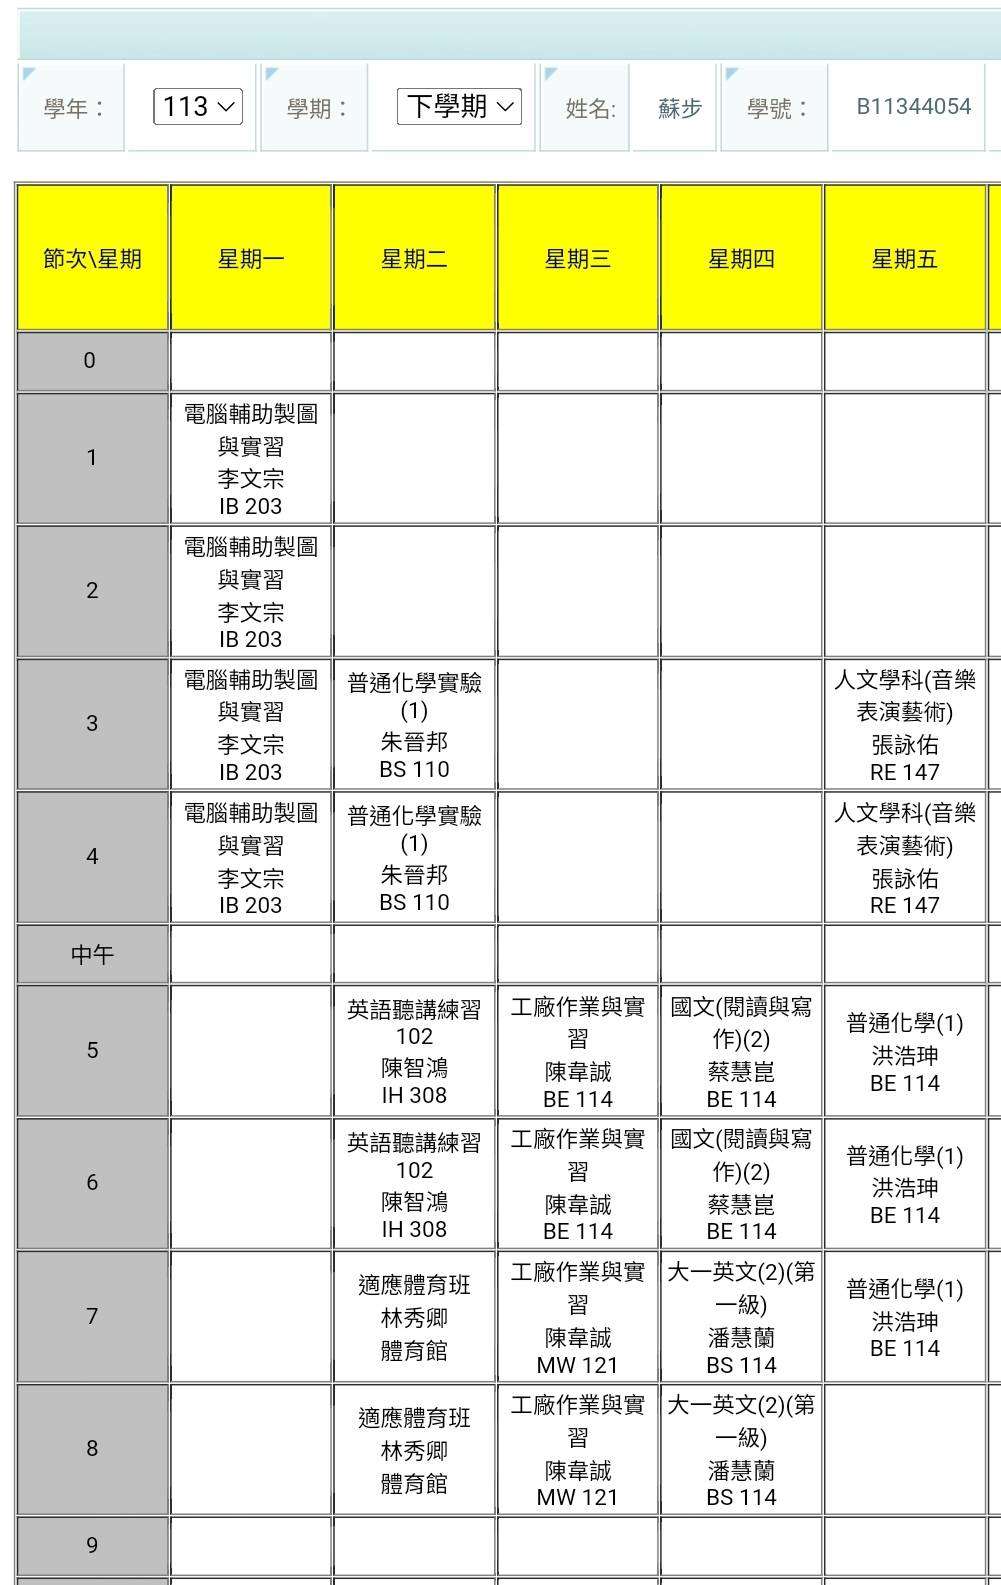 學年： 113 學期： 下學期 姓名: 蘇步 學號： B11344054
節次\星期 星期一 星期二 星期三 星期四 星期五
0
1
電腦輔助製圖
與實習
李文宗
IB 203
2
電腦輔助製圖
與實習
李文宗
IB 203
3
電腦輔助製圖
與實習
李文宗
IB 203
普通化學實驗
(1)
朱晉邦
BS 110
人文學科(音樂
表演藝術)
張詠佑
RE 147
4
電腦輔助製圖
與實習
李文宗
IB 203
普通化學實驗
(1)
朱晉邦
BS 110
人文學科(音樂
表演藝術)
張詠佑
RE 147
中午
5
英語聽講練習
102
陳智鴻
IH 308
工廠作業與實
習
陳韋誠
BE 114
國文(閱讀與寫
作)(2)
蔡慧崑
BE 114
普通化學(1)
洪浩珅
BE 114
6
英語聽講練習
102
陳智鴻
IH 308
工廠作業與實
習
陳韋誠
BE 114
國文(閱讀與寫
作)(2)
蔡慧崑
BE 114
普通化學(1)
洪浩珅
BE 114
7
適應體育班
林秀卿
體育館
工廠作業與實
習
陳韋誠
MW 121
大一英文(2)(第
一級)
潘慧蘭
BS 114
普通化學(1)
洪浩珅
BE 114
8
適應體育班
林秀卿
體育館
工廠作業與實
習
陳韋誠
MW 121
大一英文(2)(第
一級)
潘慧蘭
BS 114
9